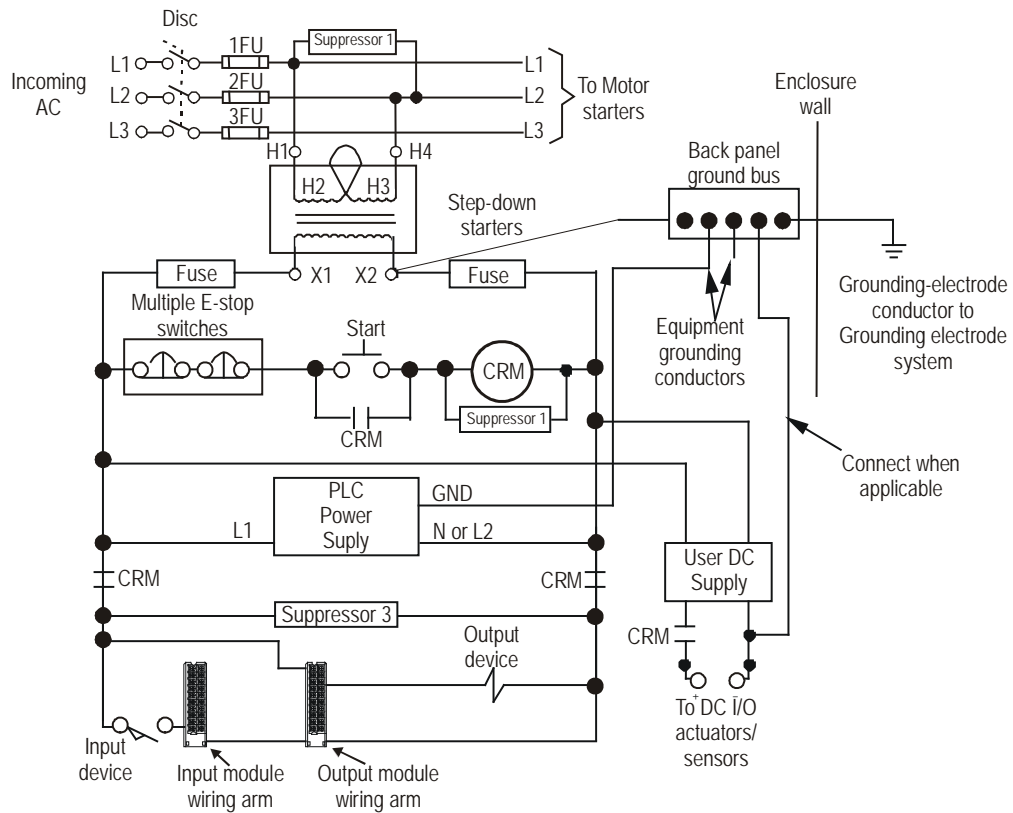 Disc
1FU
Suppressor 1
Incoming
AC
L1
L1
2FU
L2
L2
To Motor
starters
3FU
L3
L3
Enclosure
wall
H1
H4
H2
H3
Back panel
ground bus
Step-down
starters
Fuse
X1
X2
Fuse
Grounding-electrode
conductor to
Grounding electrode
system
Multiple E-stop
switches
Start
Equipment
grounding
conductors
CRM
Suppressor 1
CRM
Connect when
applicable
PLC
Power
Suply
GND
L1
N or L2
User DC
Supply
CRM
CRM
Suppressor 3
CRM
Output
device
+ -
To DC I/O
actuators/
sensors
Input
device
Input module
wiring arm
Output module
wiring arm